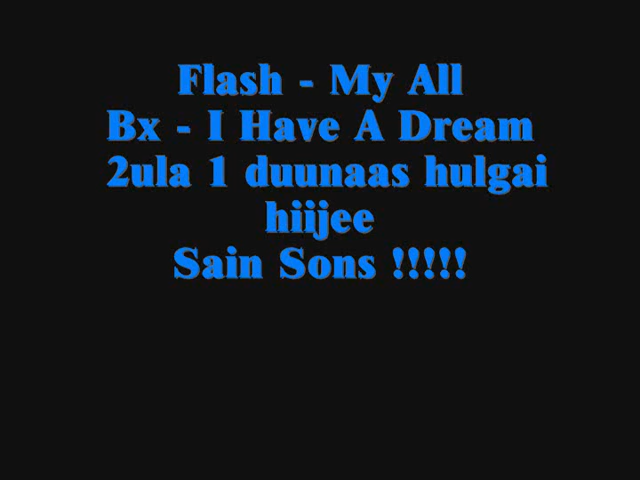 Flash - My All
Bx - I Have A Dream
2ula 1 duunaas hulgai
hiijee
Sain Sons !!!!!